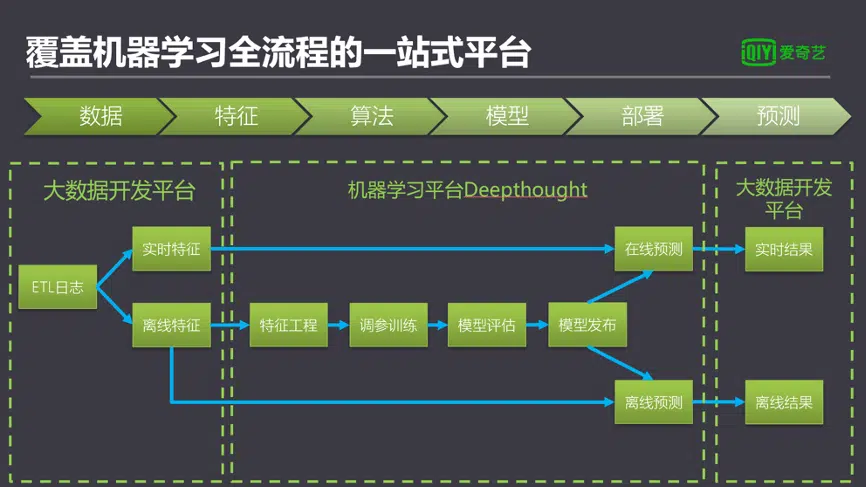 覆盖机器学习全流程的一站式平台
iQIYI 爱奇艺
数据
特征
算法
模型
部署
预测
大数据开发平台
机器学习平台Deepthought
大数据开发
平台
实时特征
在线预测
实时结果
ETL日志
离线特征
特征工程
调参训练
模型评估
模型发布
离线预测
离线结果